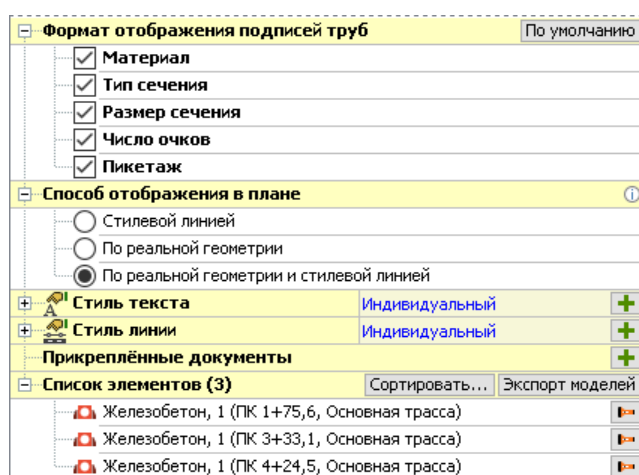 Формат отображения подписей труб По умолчанию
Материал
Тип сечения
Размер сечения
Число очков
Пикетаж
Способ отображения в плане
Стилевой линией
По реальной геометрии
По реальной геометрии и стилевой линией
Стиль текста Индивидуальный
Стиль линии Индивидуальный
Прикреплённые документы
Список элементов (3) Сортировать... Экспорт моделей
Железобетон, 1 (ПК 1+75,6, Основная трасса)
Железобетон, 1 (ПК 3+33,1, Основная трасса)
Железобетон, 1 (ПК 4+24,5, Основная трасса)